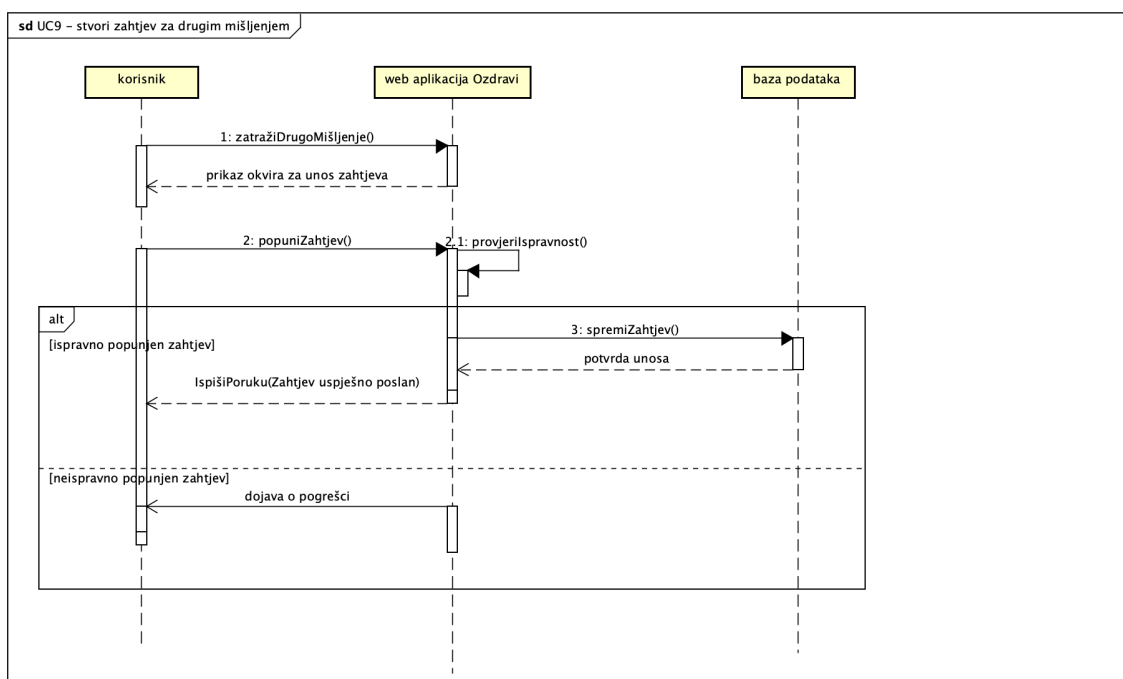 sd UC9 – stvori zahtjev za drugim mišljenjem
korisnik
web aplikacija Ozdravi
baza podataka
1: zatražiDrugoMišljenje()
prikaz okvira za unos zahtjeva
2: popuniZahtjev()
2.1: provjeriIspravnost()
alt
[ispravno popunjen zahtjev]
3: spremiZahtjev()
potvrda unosa
IspišiPoruku(Zahtjev uspješno poslan)
[neispravno popunjen zahtjev]
dojava o pogrešci